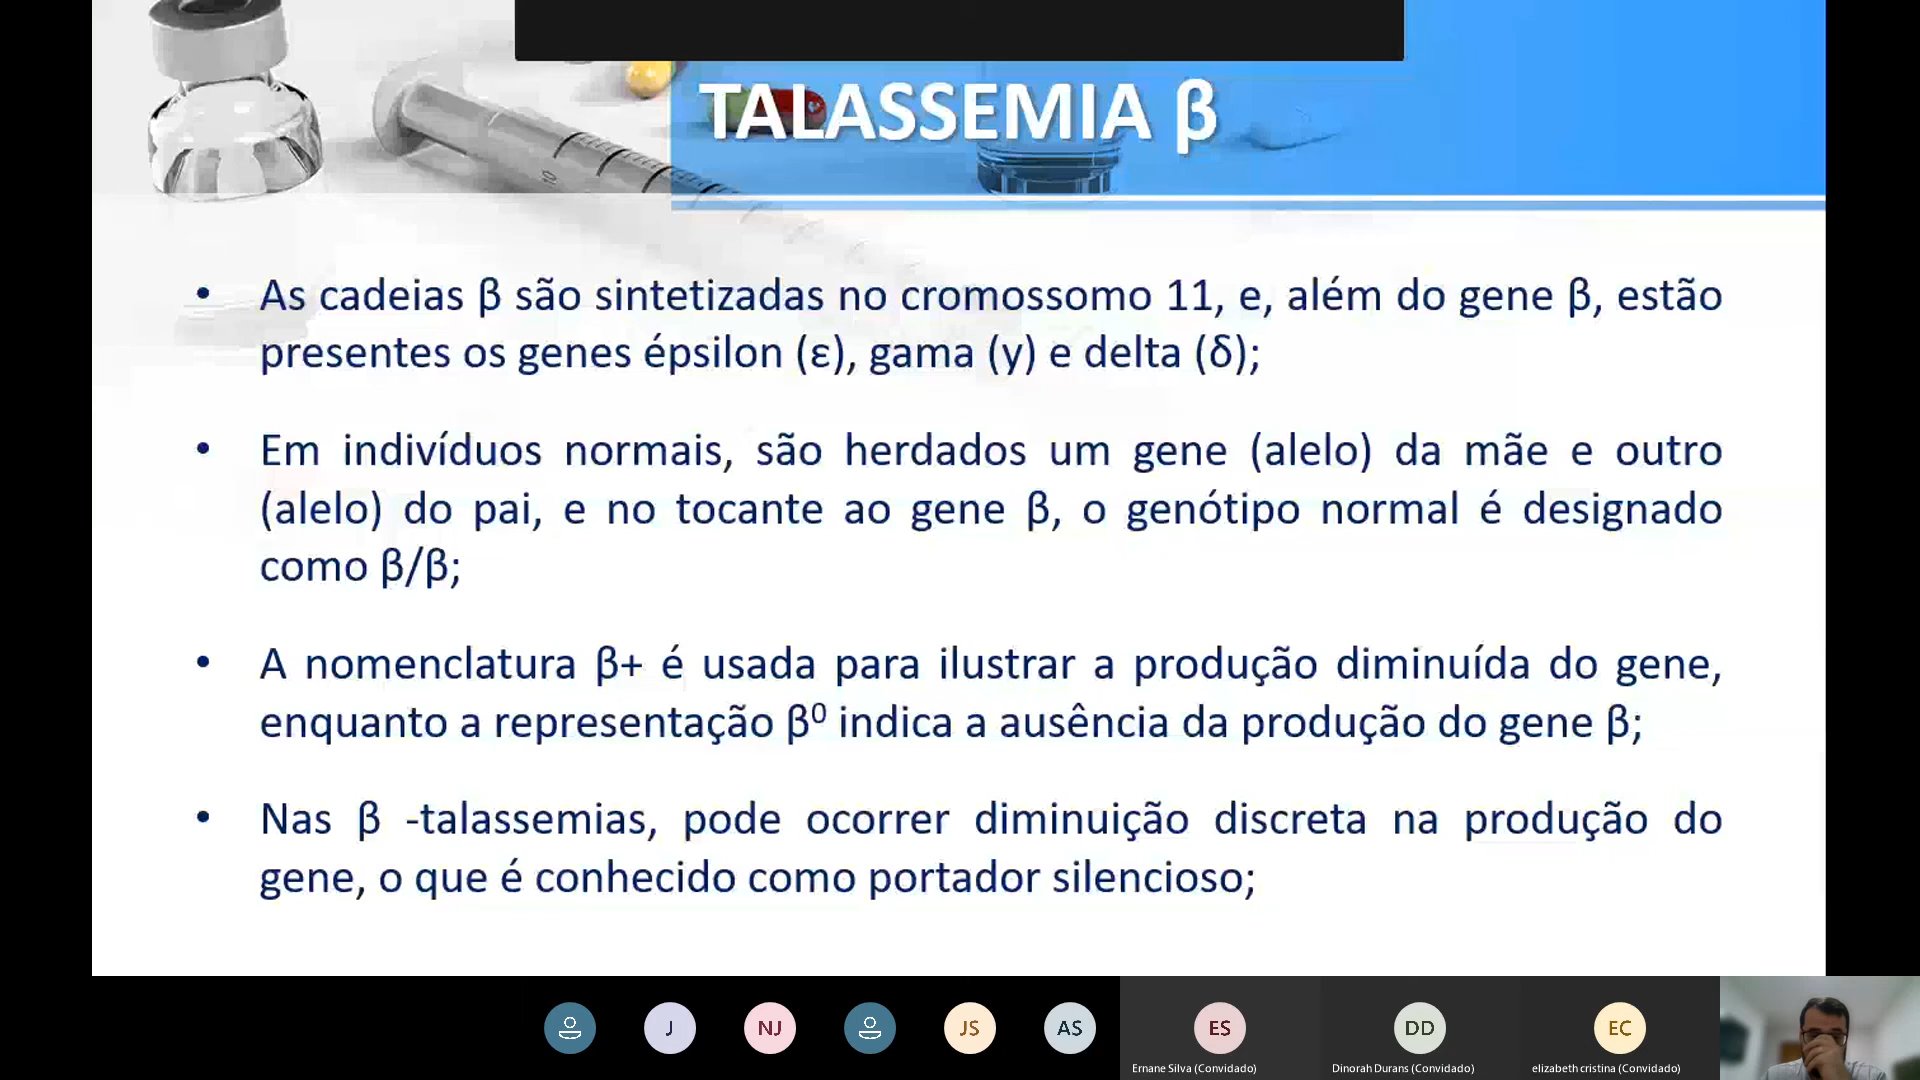 TALASSEMIA β
• As cadeias β são sintetizadas no cromossomo 11, e, além do gene β, estão
presentes os genes épsilon (ε), gama (y) e delta (δ);
• Em indivíduos normais, são herdados um gene (alelo) da mãe e outro
(alelo) do pai, e no tocante ao gene β, o genótipo normal é designado
como β/β;
• A nomenclatura β+ é usada para ilustrar a produção diminuída do gene,
enquanto a representação β⁰ indica a ausência da produção do gene β;
• Nas β -talassemias, pode ocorrer diminuição discreta na produção do
gene, o que é conhecido como portador silencioso;
J
NJ
JS
AS
ES
DD
EC
Ernane Silva (Convidado)
Dinorah Durans (Convidado)
elizabeth cristina (Convidado)